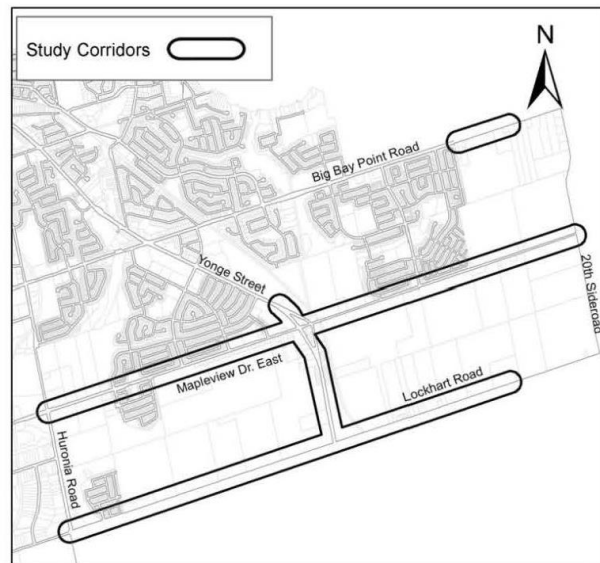 Study Corridors
N
Big Bay Point Road
Yonge Street
20th Sideroad
Mapleview Dr. East
Lockhart Road
Huronia Road